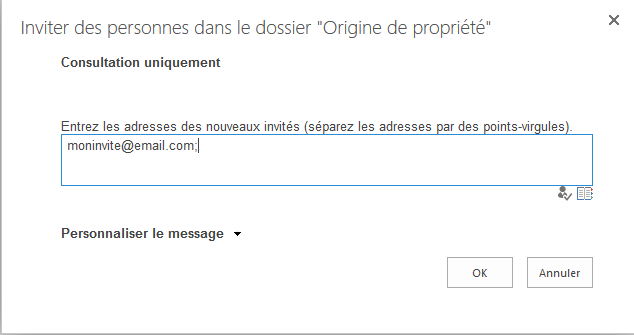 Inviter des personnes dans le dossier "Origine de propriété"
Consultation uniquement
Entrez les adresses des nouveaux invités (séparez les adresses par des points-virgules).
moninvite@email.com;
Personnaliser le message
OK
Annuler